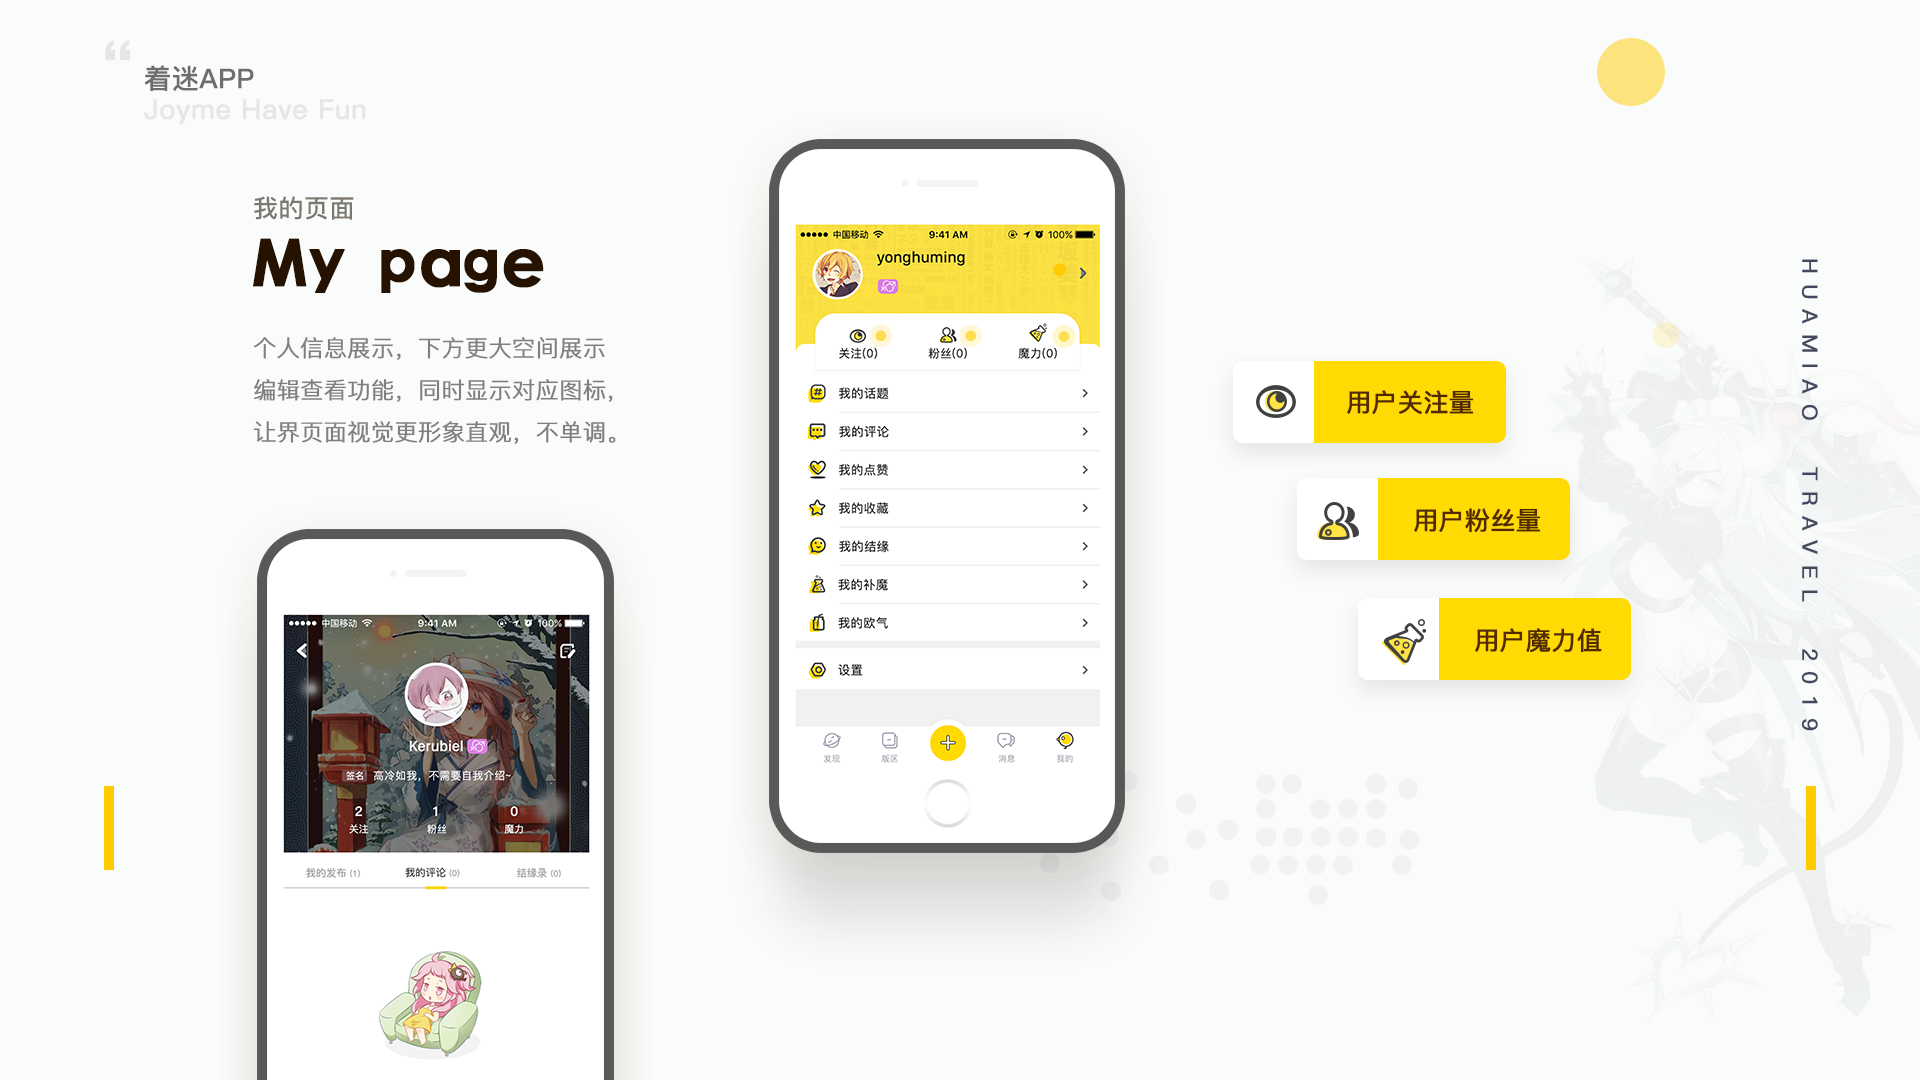 “
着迷APP
Joyme Have Fun
我的页面
My page
个人信息展示，下方更大空间展示
编辑查看功能，同时显示对应图标，
让界页面视觉更形象直观，不单调。
中国移动
9:41 AM
100%
Kerubiel
签名 高冷如我，不需要自我介绍~
2 1 0
关注 粉丝 魔力
我的发布 (1) 我的评论 (0) 结缘录 (0)
中国移动
9:41 AM
100%
yonghuming
关注(0) 粉丝(0) 魔力(0)
我的话题
我的评论
我的点赞
我的收藏
我的结缘
我的补魔
我的欧气
设置
发现 版区 消息 我的
用户关注量
用户粉丝量
用户魔力值
HUAMIAO TRAVEL 2019